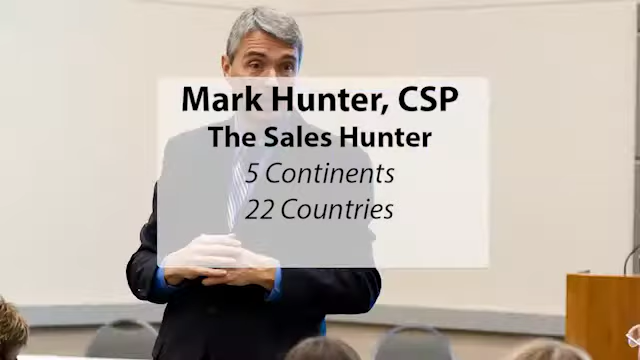 Mark Hunter, CSP
The Sales Hunter
5 Continents
22 Countries